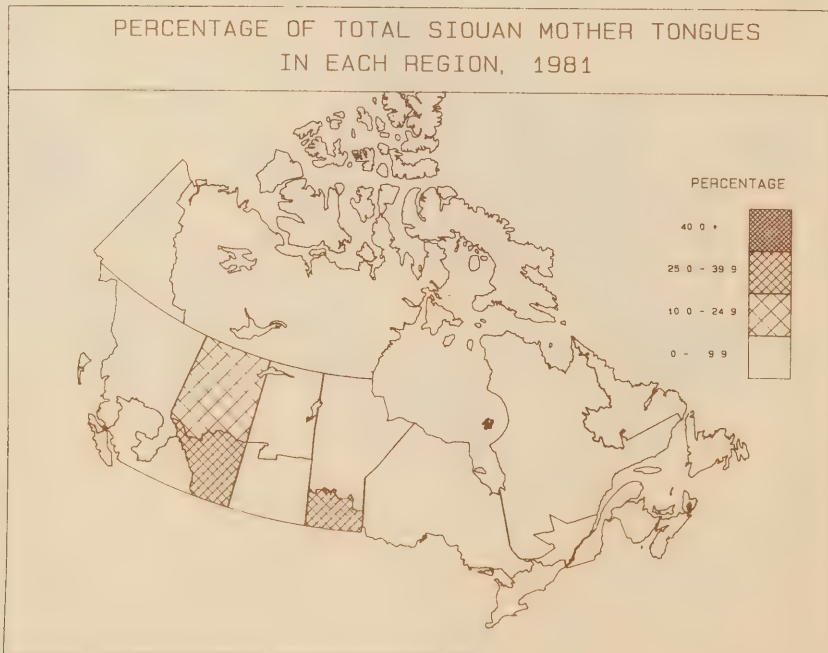 PERCENTAGE OF TOTAL SIOUAN MOTHER TONGUES
IN EACH REGION, 1981
PERCENTAGE
40 0 +
25 0 - 39 9
10 0 - 24 9
0 - 9 9